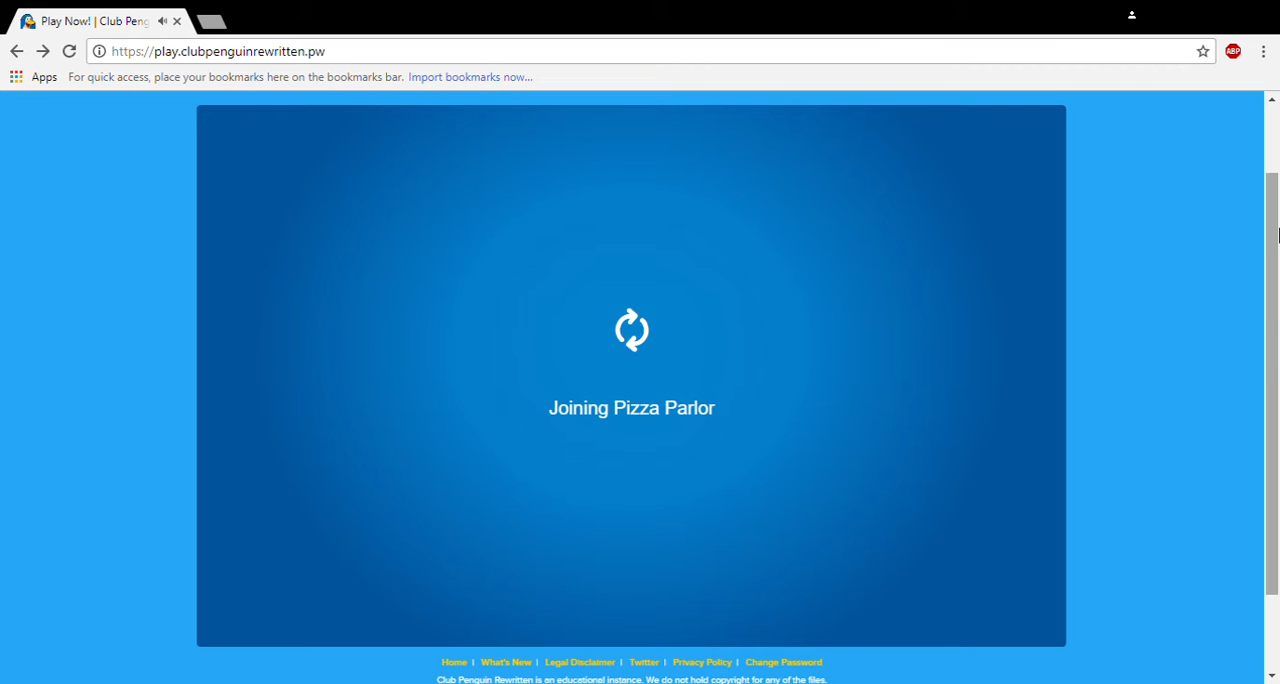 Play Now! | Club Peng
https://play.clubpenguinrewritten.pw
ABP
Apps For quick access, place your bookmarks here on the bookmarks bar. Import bookmarks now...
Joining Pizza Parlor
Home | What's New | Legal Disclaimer | Twitter | Privacy Policy | Change Password
Club Penguin Rewritten is an educational instance. We do not hold copyright for any of the files.